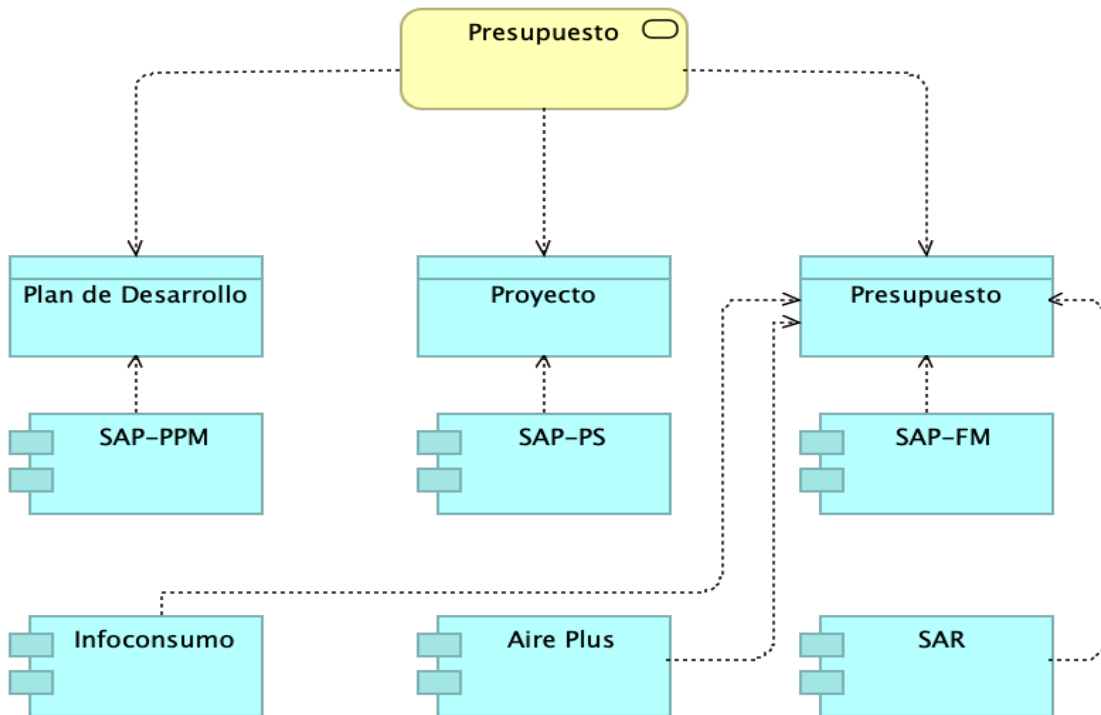 Presupuesto
Plan de Desarrollo
Proyecto
Presupuesto
SAP-PPM
SAP-PS
SAP-FM
Infoconsumo
Aire Plus
SAR